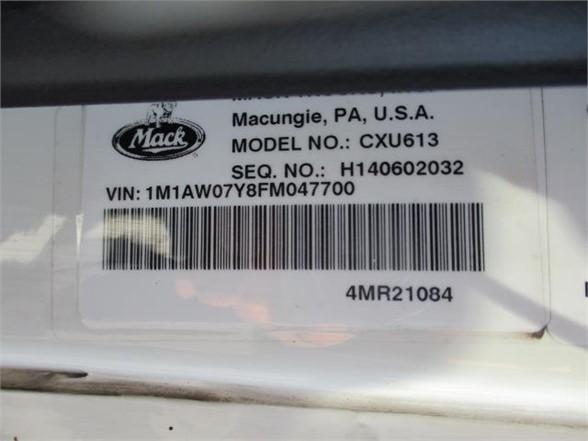 Macungie, PA, U.S.A.
Mack
MODEL NO.: CXU613
SEQ. NO.: H140602032
VIN: 1M1AW07Y8FM047700
4MR21084